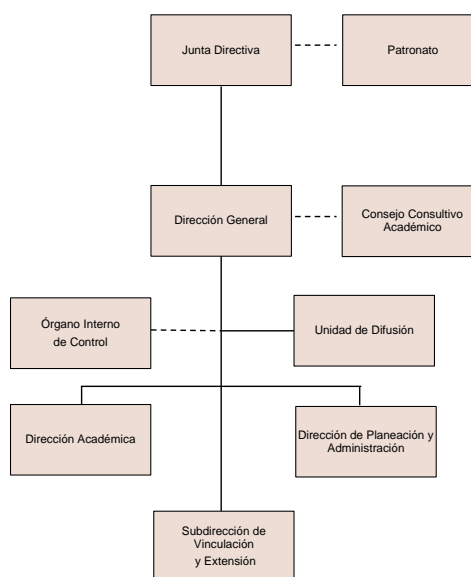 Junta Directiva
Patronato
Dirección General
Consejo Consultivo
Académico
Órgano Interno
de Control
Unidad de Difusión
Dirección Académica
Dirección de Planeación y
Administración
Subdirección de
Vinculación
y Extensión